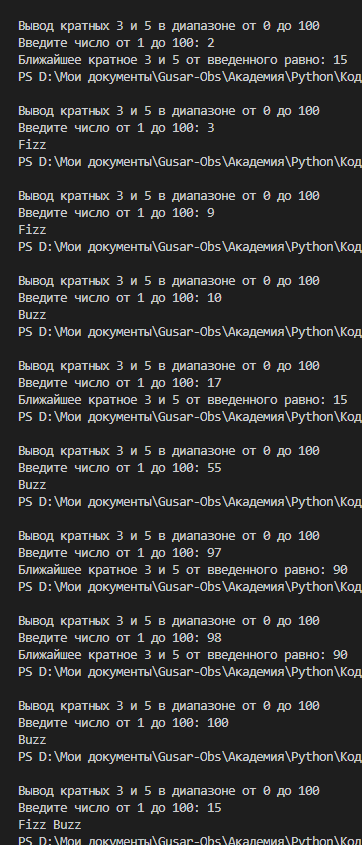 Вывод кратных 3 и 5 в диапазоне от 0 до 100
Введите число от 1 до 100: 2
Ближайшее кратное 3 и 5 от введенного равно: 15
PS D:\Мои документы\Gusar-Obs\Академия\Python\Код
Вывод кратных 3 и 5 в диапазоне от 0 до 100
Введите число от 1 до 100: 3
Fizz
PS D:\Мои документы\Gusar-Obs\Академия\Python\Код
Вывод кратных 3 и 5 в диапазоне от 0 до 100
Введите число от 1 до 100: 9
Fizz
PS D:\Мои документы\Gusar-Obs\Академия\Python\Код
Вывод кратных 3 и 5 в диапазоне от 0 до 100
Введите число от 1 до 100: 10
Buzz
PS D:\Мои документы\Gusar-Obs\Академия\Python\Код
Вывод кратных 3 и 5 в диапазоне от 0 до 100
Введите число от 1 до 100: 17
Ближайшее кратное 3 и 5 от введенного равно: 15
PS D:\Мои документы\Gusar-Obs\Академия\Python\Код
Вывод кратных 3 и 5 в диапазоне от 0 до 100
Введите число от 1 до 100: 55
Buzz
PS D:\Мои документы\Gusar-Obs\Академия\Python\Код
Вывод кратных 3 и 5 в диапазоне от 0 до 100
Введите число от 1 до 100: 97
Ближайшее кратное 3 и 5 от введенного равно: 90
PS D:\Мои документы\Gusar-Obs\Академия\Python\Код
Вывод кратных 3 и 5 в диапазоне от 0 до 100
Введите число от 1 до 100: 98
Ближайшее кратное 3 и 5 от введенного равно: 90
PS D:\Мои документы\Gusar-Obs\Академия\Python\Код
Вывод кратных 3 и 5 в диапазоне от 0 до 100
Введите число от 1 до 100: 100
Buzz
PS D:\Мои документы\Gusar-Obs\Академия\Python\Код
Вывод кратных 3 и 5 в диапазоне от 0 до 100
Введите число от 1 до 100: 15
Fizz Buzz
PS D:\Мои документы\Gusar-Obs\Академия\Python\Код